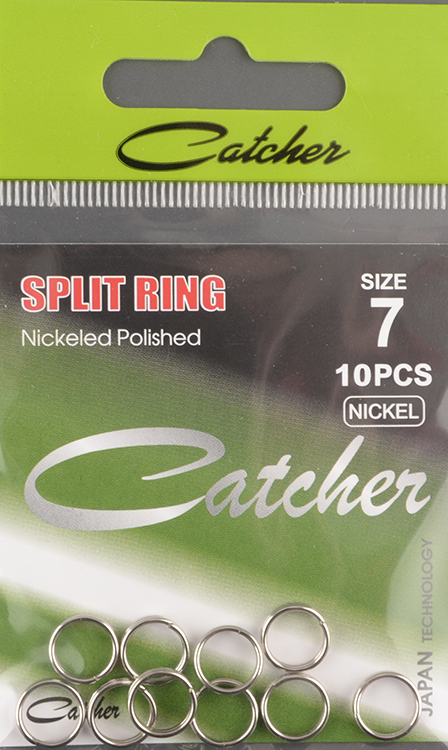 Catcher
SPLIT RING
Nickeled Polished
SIZE
7
10PCS
NICKEL
Catcher
JAPAN TECHNOLOGY
Catcher